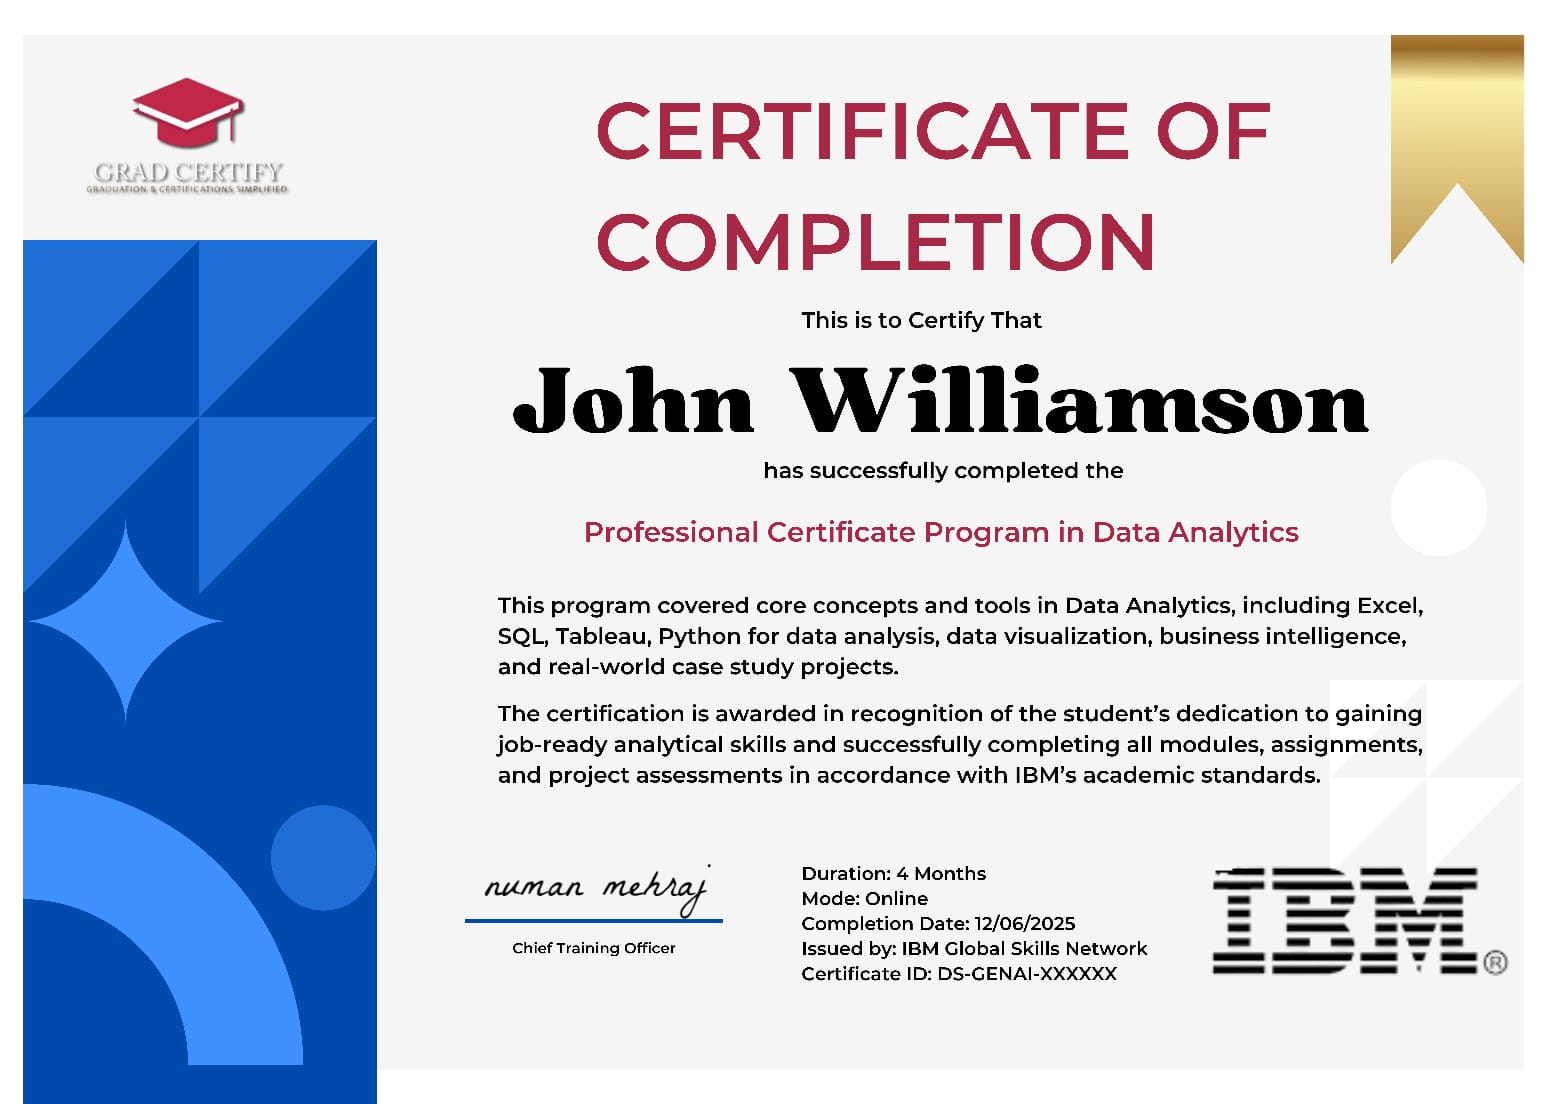 GRAD CERTIFY
GRADUATION & CERTIFICATIONS SIMPLIFIED
CERTIFICATE OF
COMPLETION
This is to Certify That
John Williamson
has successfully completed the
Professional Certificate Program in Data Analytics
This program covered core concepts and tools in Data Analytics, including Excel,
SQL, Tableau, Python for data analysis, data visualization, business intelligence,
and real-world case study projects.
The certification is awarded in recognition of the student’s dedication to gaining
job-ready analytical skills and successfully completing all modules, assignments,
and project assessments in accordance with IBM’s academic standards.
numan mehraj
Chief Training Officer
Duration: 4 Months
Mode: Online
Completion Date: 12/06/2025
Issued by: IBM Global Skills Network
Certificate ID: DS-GENAI-XXXXXX
IBM®